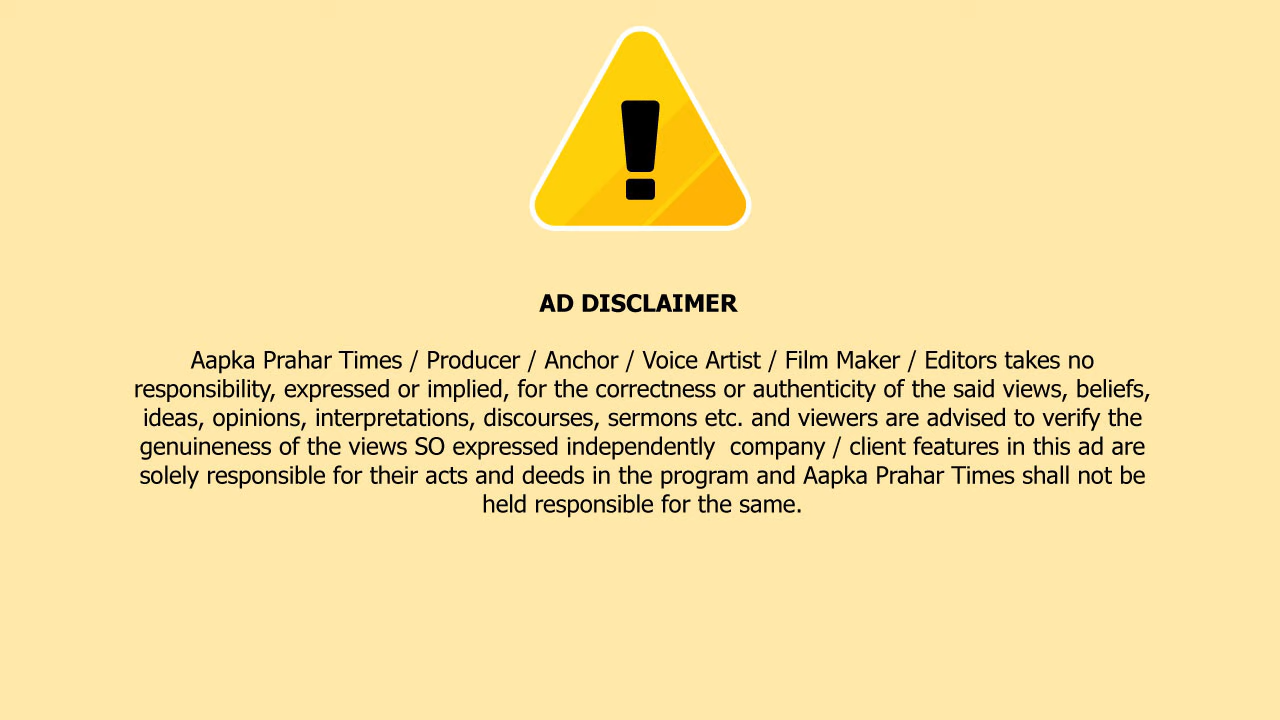 AD DISCLAIMER
Aapka Prahar Times / Producer / Anchor / Voice Artist / Film Maker / Editors takes no
responsibility, expressed or implied, for the correctness or authenticity of the said views, beliefs,
ideas, opinions, interpretations, discourses, sermons etc. and viewers are advised to verify the
genuineness of the views SO expressed independently  company / client features in this ad are
solely responsible for their acts and deeds in the program and Aapka Prahar Times shall not be
held responsible for the same.